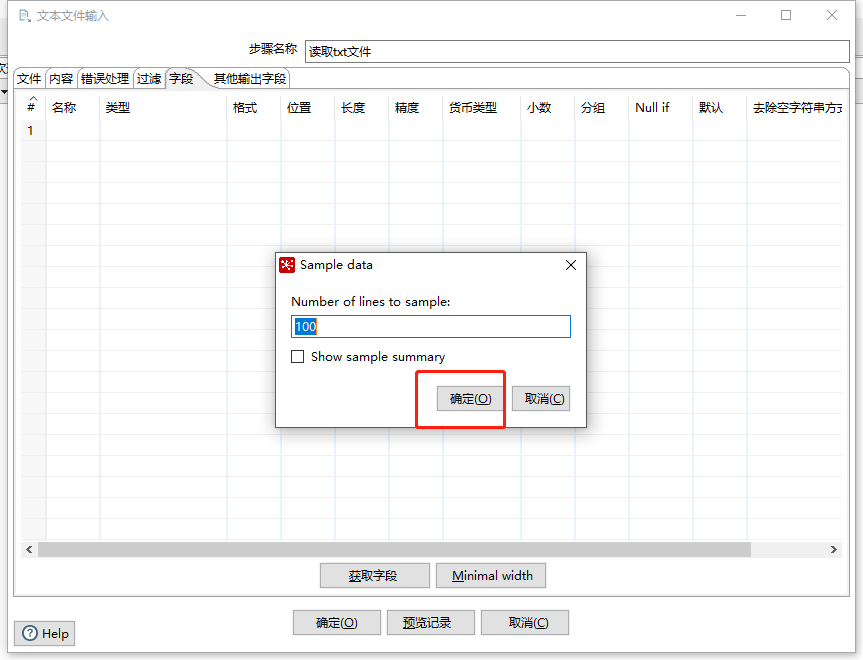 文本文件输入
步骤名称 读取txt文件
文件 内容 错误处理 过滤 字段 其他输出字段
# 名称 类型 格式 位置 长度 精度 货币类型 小数 分组 Null if 默认 去除空字符串方式
1
Sample data
Number of lines to sample:
100
Show sample summary
确定(O) 取消(C)
获取字段 Minimal width
确定(O) 预览记录 取消(C)
Help